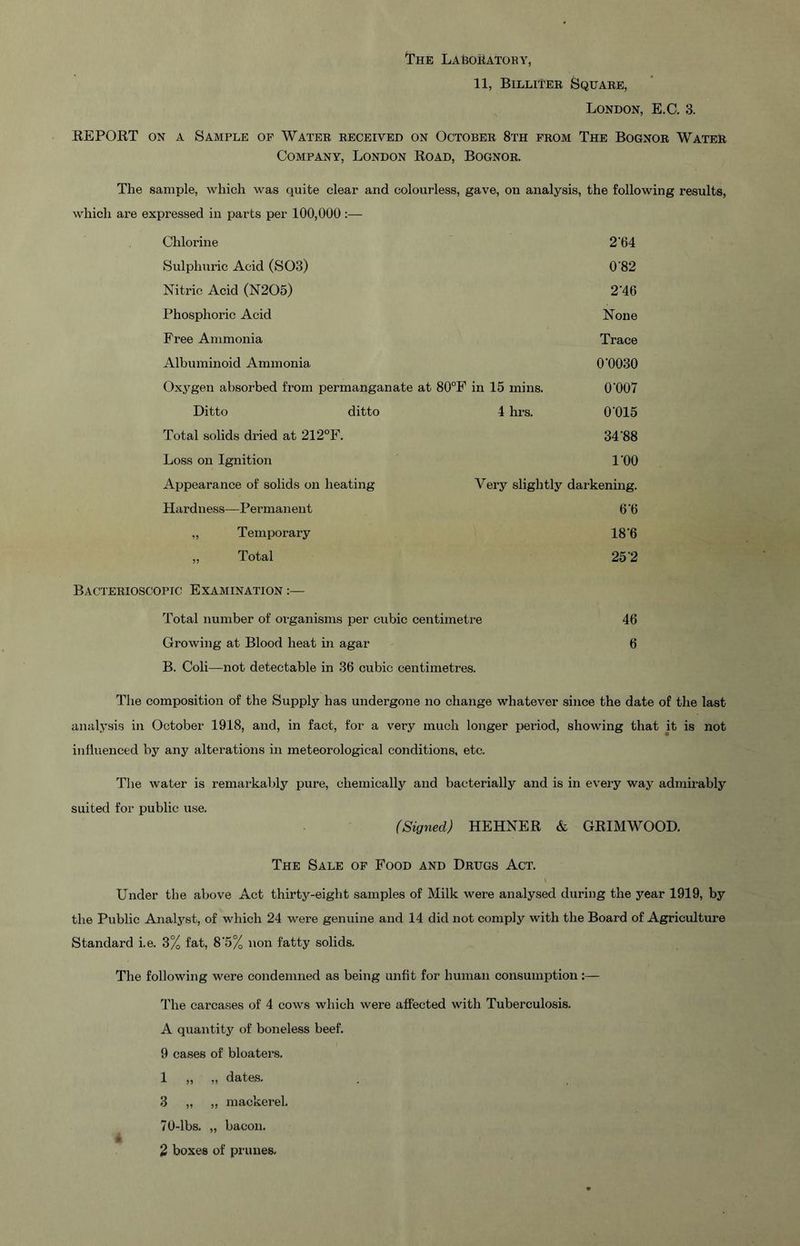 THE LABORATORY,
11, BILLITER SQUARE,
LONDON, E.C. 3.
REPORT ON A SAMPLE OF WATER RECEIVED ON OCTOBER 8TH FROM THE BOGNOR WATER
COMPANY, LONDON ROAD, BOGNOR.
The sample, which was quite clear and colourless, gave, on analysis, the following results,
which are expressed in parts per 100,000 :—
Chlorine 2·64
Sulphuric Acid (SO3) 0·82
Nitric Acid (N2O5) 2·46
Phosphoric Acid None
Free Ammonia Trace
Albuminoid Ammonia 0·0030
Oxygen absorbed from permanganate at 80°F in 15 mins. 0·007
Ditto ditto 4 hrs. 0·015
Total solids dried at 212°F. 34·88
Loss on Ignition 1·00
Appearance of solids on heating Very slightly darkening.
Hardness—Permanent 6·6
„ Temporary 18·6
„ Total 25·2
BACTERIOSCOPIC EXAMINATION :—
Total number of organisms per cubic centimetre 46
Growing at Blood heat in agar 6
B. Coli—not detectable in 36 cubic centimetres.
The composition of the Supply has undergone no change whatever since the date of the last
analysis in October 1918, and, in fact, for a very much longer period, showing that it is not
influenced by any alterations in meteorological conditions, etc.
The water is remarkably pure, chemically and bacterially and is in every way admirably
suited for public use.
(Signed) HEHNER & GRIMWOOD.
THE SALE OF FOOD AND DRUGS ACT.
Under the above Act thirty-eight samples of Milk were analysed during the year 1919, by
the Public Analyst, of which 24 were genuine and 14 did not comply with the Board of Agriculture
Standard i.e. 3% fat, 8·5% non fatty solids.
The following were condemned as being unfit for human consumption :—
The carcases of 4 cows which were affected with Tuberculosis.
A quantity of boneless beef.
9 cases of bloaters.
1 „ „ dates.
3 „ „ mackerel.
70-lbs. „ bacon.
2 boxes of prunes.